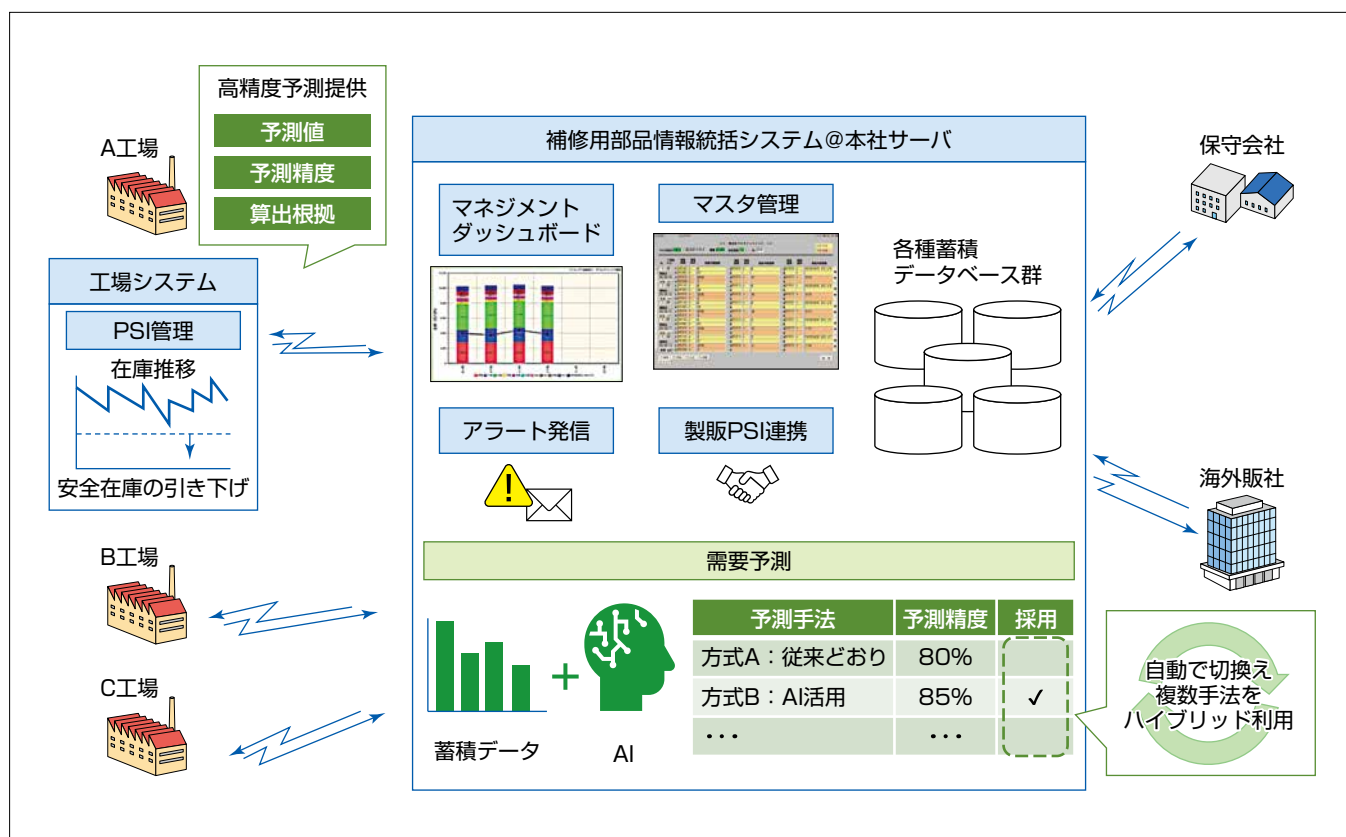 高精度予測提供
予測値
予測精度
算出根拠
A工場
工場システム
PSI管理
在庫推移
安全在庫の引き下げ
B工場
C工場
補修用部品情報統括システム@本社サーバ
マネジメント
ダッシュボード
マスタ管理
各種蓄積
データベース群
アラート発信
製販PSI連携
需要予測
蓄積データ
AI
予測手法 予測精度 採用
方式A：従来どおり 80%
方式B：AI活用 85% ✓
・・・ ・・・
保守会社
海外販社
自動で切換え
複数手法を
ハイブリッド利用